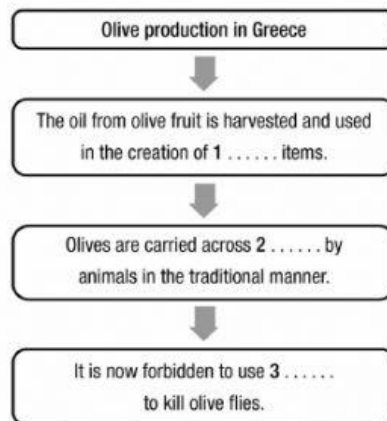 Olive production in Greece
The oil from olive fruit is harvested and used
in the creation of 1 ...... items.
Olives are carried across 2 ...... by
animals in the traditional manner.
It is now forbidden to use 3 ......
to kill olive flies.